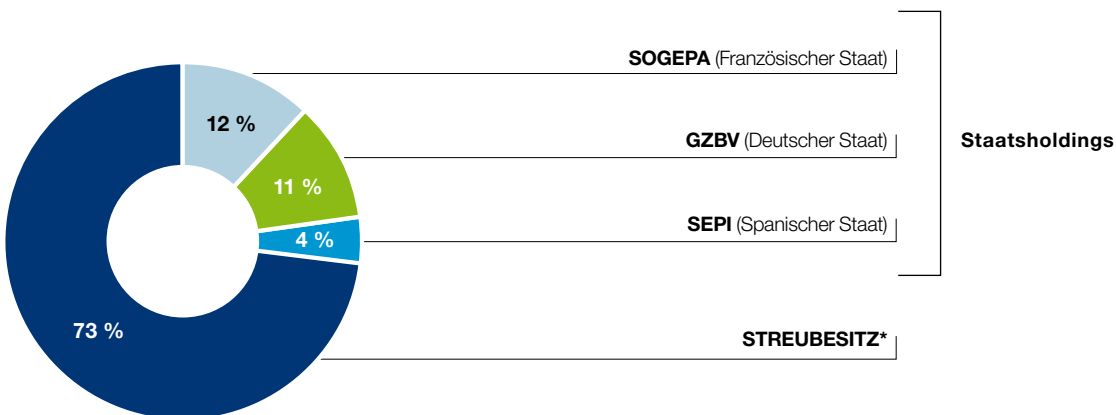 SOGEPA (Französischer Staat)
12 %
GZBV (Deutscher Staat)
Staatsholdings
11 %
SEPI (Spanischer Staat)
4 %
73 %
STREUBESITZ*